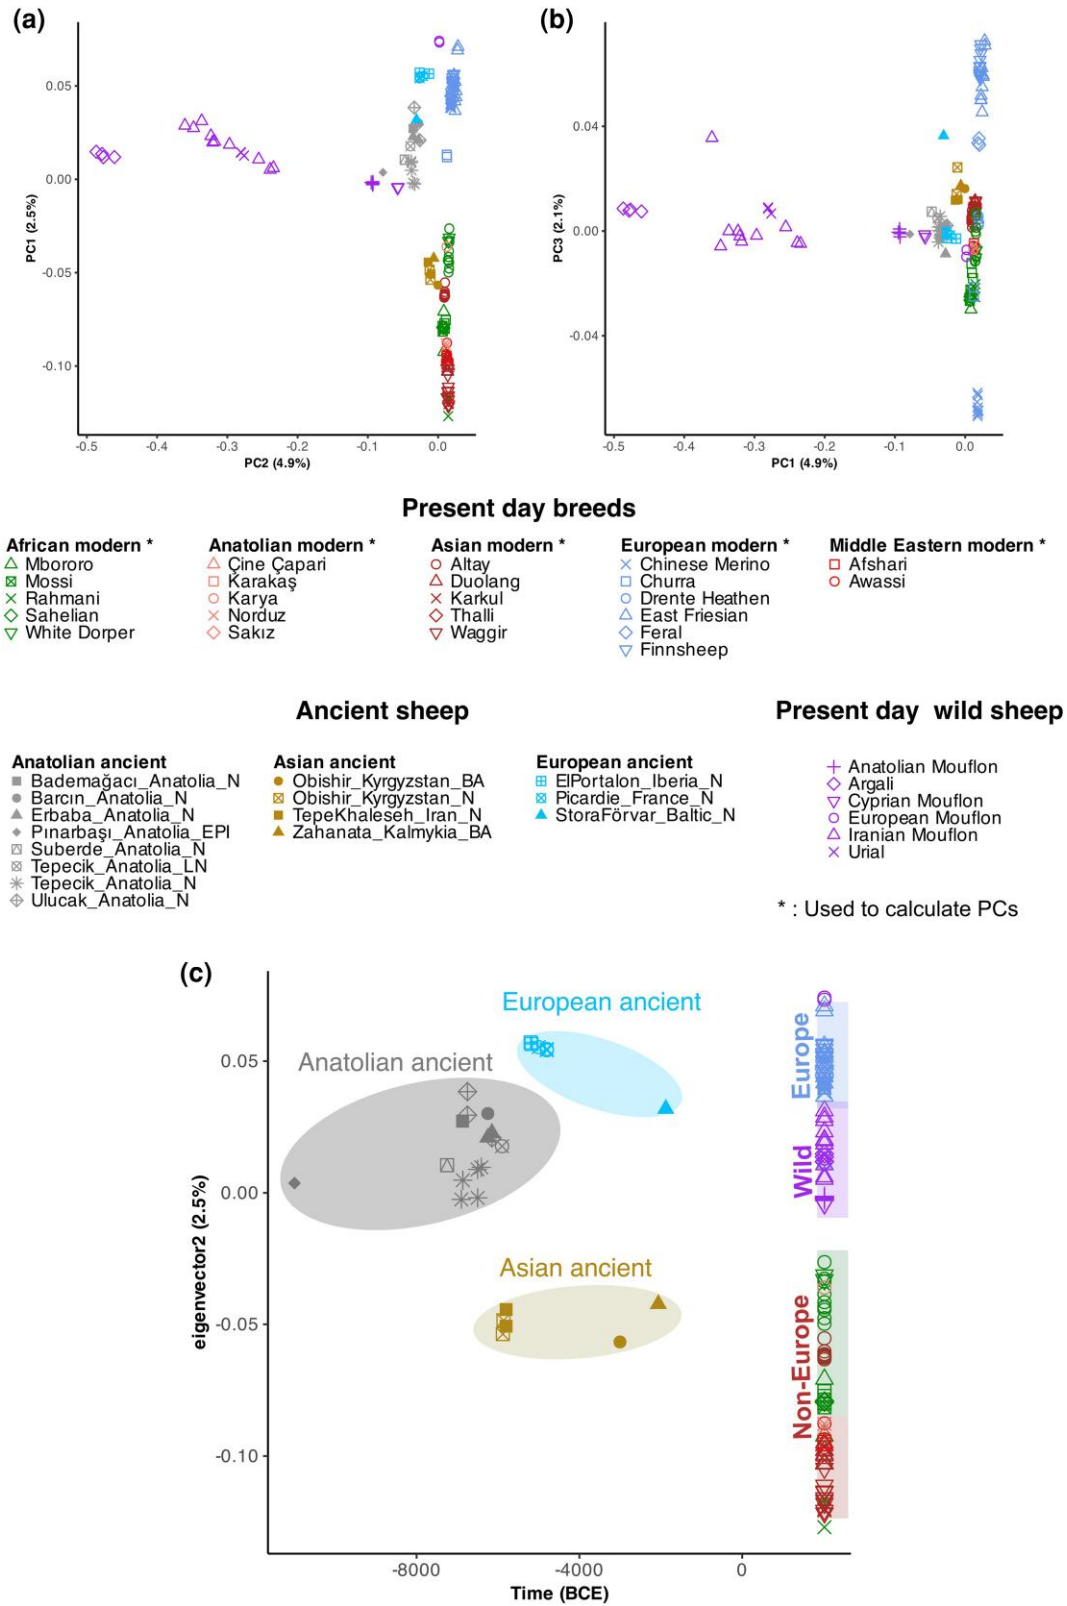 (a)
(b)
0.05
0.00
-0.05
-0.10
PC1 (2.5%)
-0.5
-0.4
-0.3
-0.2
-0.1
0.0
PC2 (4.9%)
0.04
0.00
-0.04
PC3 (2.1%)
-0.5
-0.4
-0.3
-0.2
-0.1
0.0
PC1 (4.9%)
Present day breeds
African modern *
Mbororo
Mossi
Rahmani
Sahelian
White Dorper
Anatolian modern *
Çine Çapari
Karakaş
Karya
Norduz
Sakız
Asian modern *
Altay
Duolang
Karkul
Thalli
Waggir
European modern *
Chinese Merino
Churra
Drente Heathen
East Friesian
Feral
Finnsheep
Middle Eastern modern *
Afshari
Awassi
Ancient sheep
Anatolian ancient
Bademağacı_Anatolia_N
Barcın_Anatolia_N
Erbaba_Anatolia_N
Pınarbaşı_Anatolia_EPI
Suberde_Anatolia_N
Tepecik_Anatolia_LN
Tepecik_Anatolia_N
Ulucak_Anatolia_N
Asian ancient
Obishir_Kyrgyzstan_BA
Obishir_Kyrgyzstan_N
TepeKhaleseh_Iran_N
Zahanata_Kalmykia_BA
European ancient
ElPortalon_Iberia_N
Picardie_France_N
StoraFörvar_Baltic_N
Present day wild sheep
Anatolian Mouflon
Argali
Cyprian Mouflon
European Mouflon
Iranian Mouflon
Urial
* : Used to calculate PCs
(c)
0.05
0.00
-0.05
-0.10
eigenvector2 (2.5%)
European ancient
Anatolian ancient
Asian ancient
Europe
Wild
Non-Europe
-8000
-4000
0
Time (BCE)